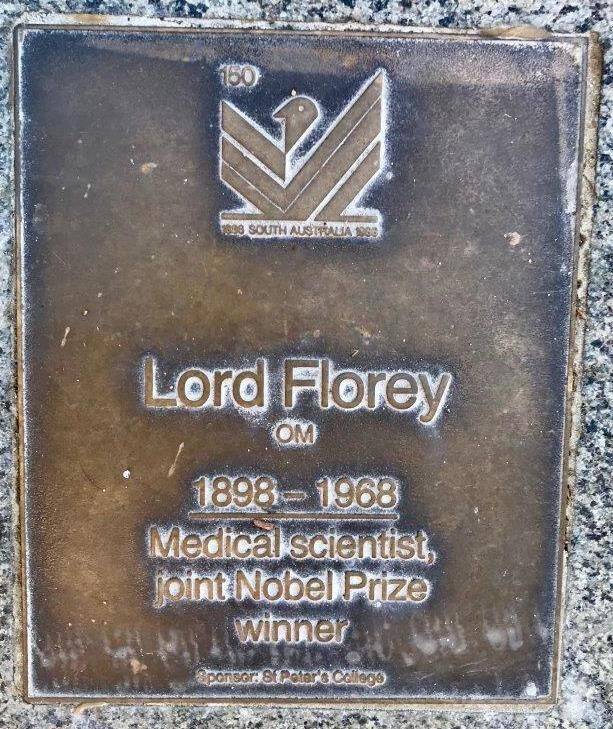 150
1836 SOUTH AUSTRALIA 1986
Lord Florey
OM
1898 – 1968
Medical scientist,
joint Nobel Prize
winner
Sponsor: St Peter's College